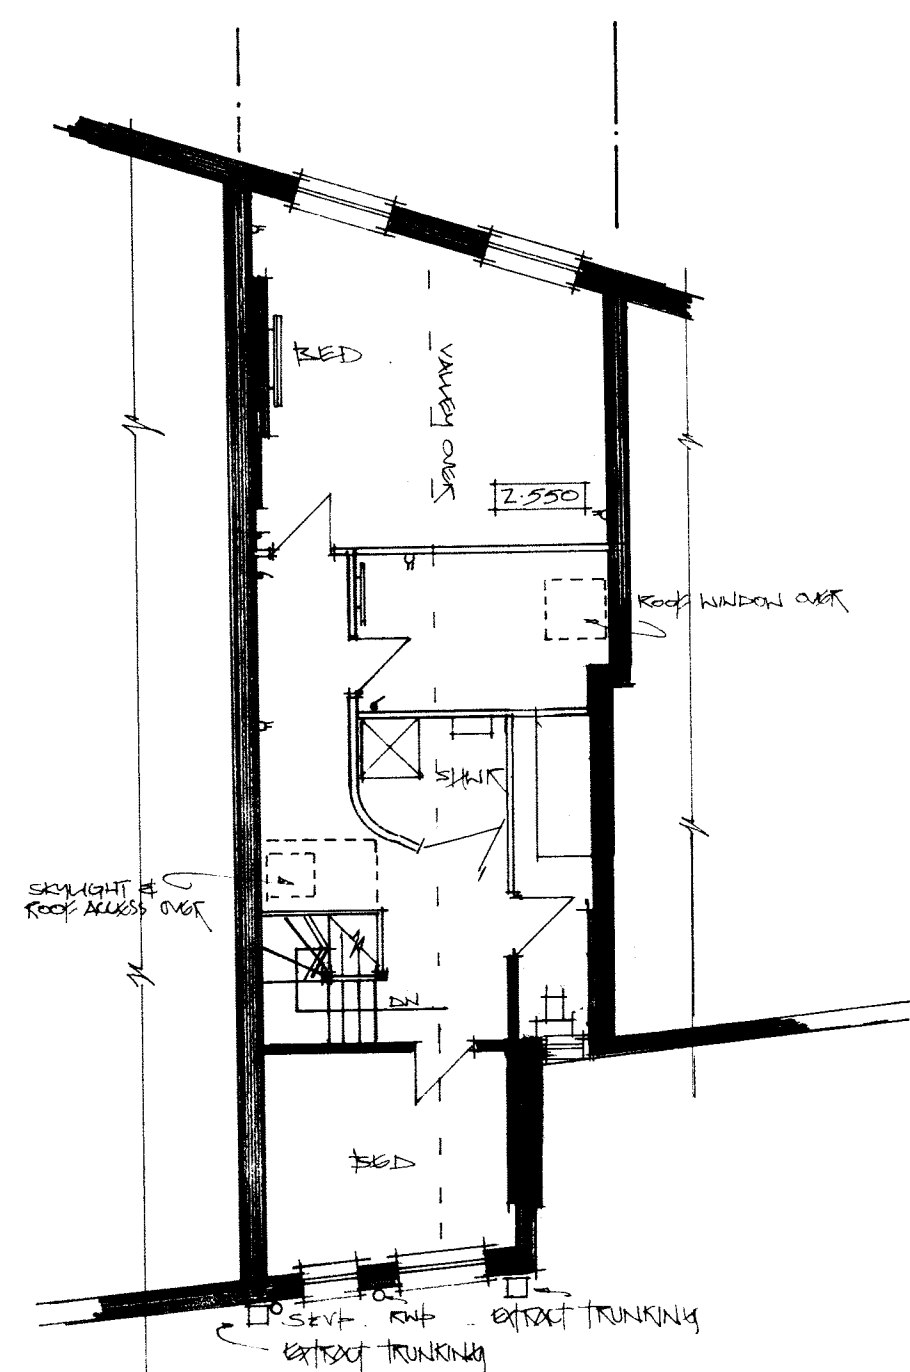 BED
VALLEY OVER
2.550
ROOF WINDOW OVER
SHWR
SKYLIGHT &
ROOF ACCESS OVER
DN
BED
S&VP
RWP
EXTRACT TRUNKING
EXTRACT TRUNKING